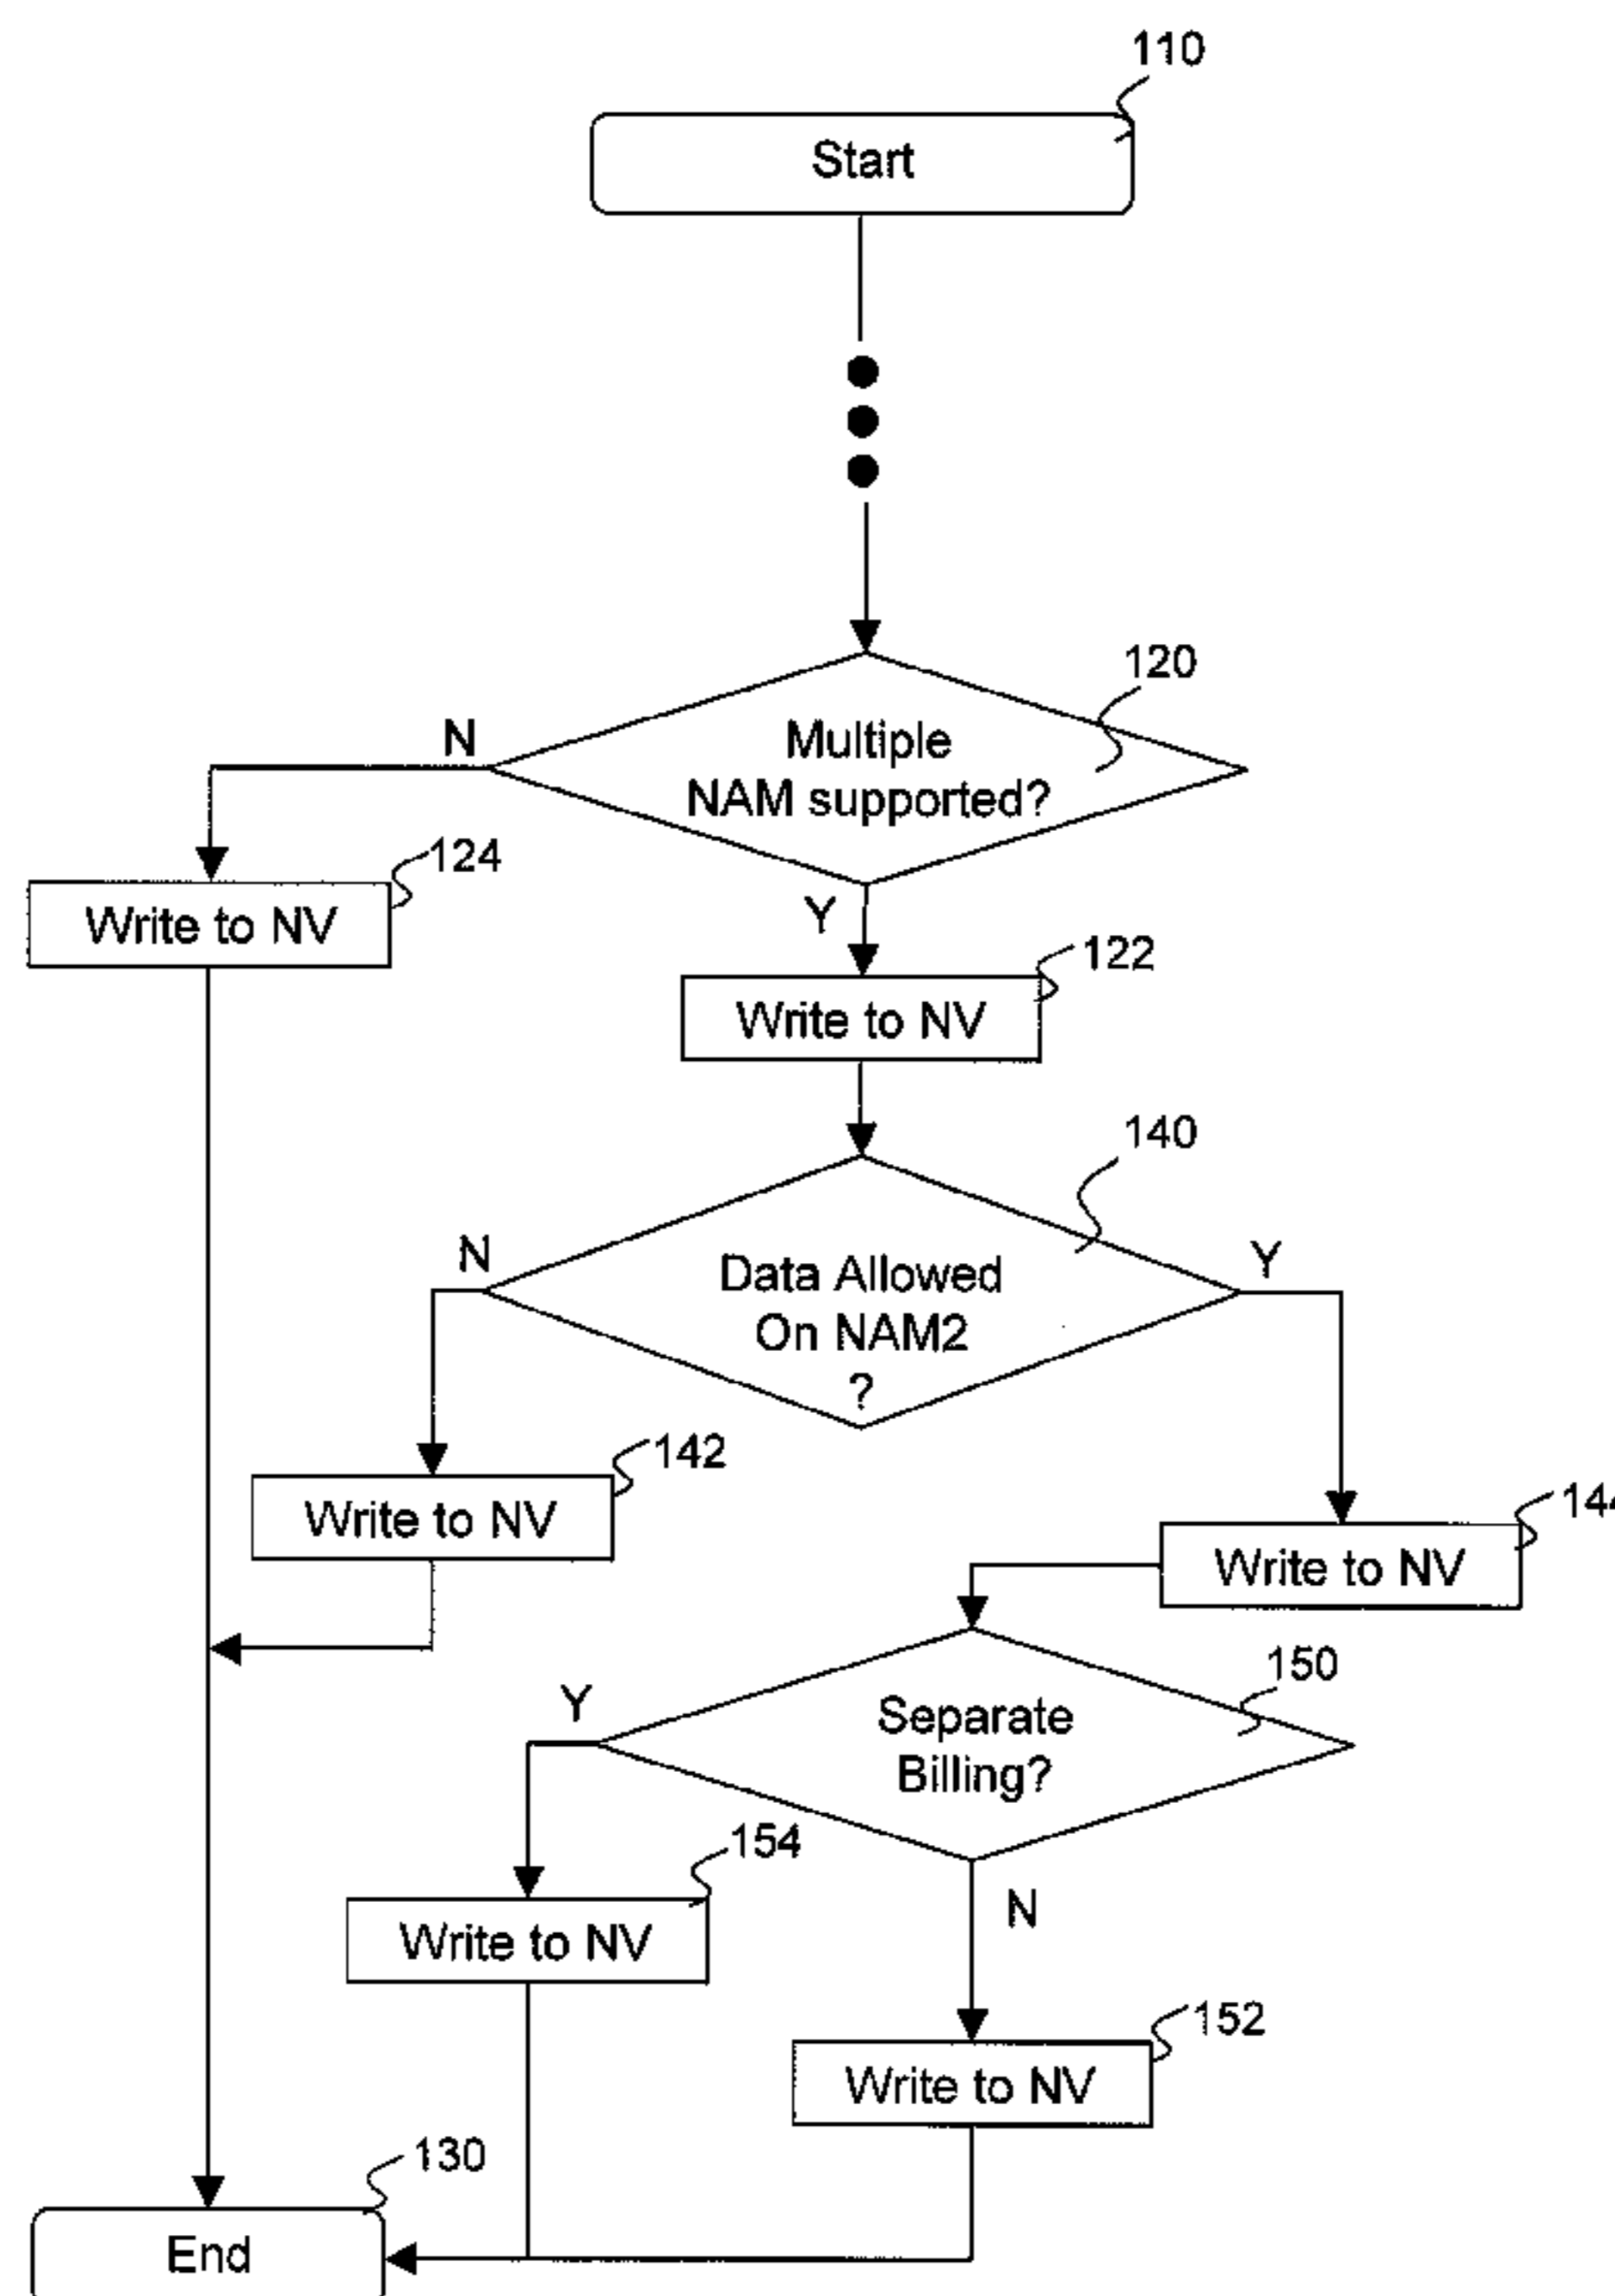 110
Start
120
N
Multiple
NAM supported?
124
Write to NV
Y
122
Write to NV
140
N
Y
Data Allowed
On NAM2
?
142
Write to NV
144
Write to NV
150
Y
Separate
Billing?
154
N
Write to NV
152
Write to NV
130
End